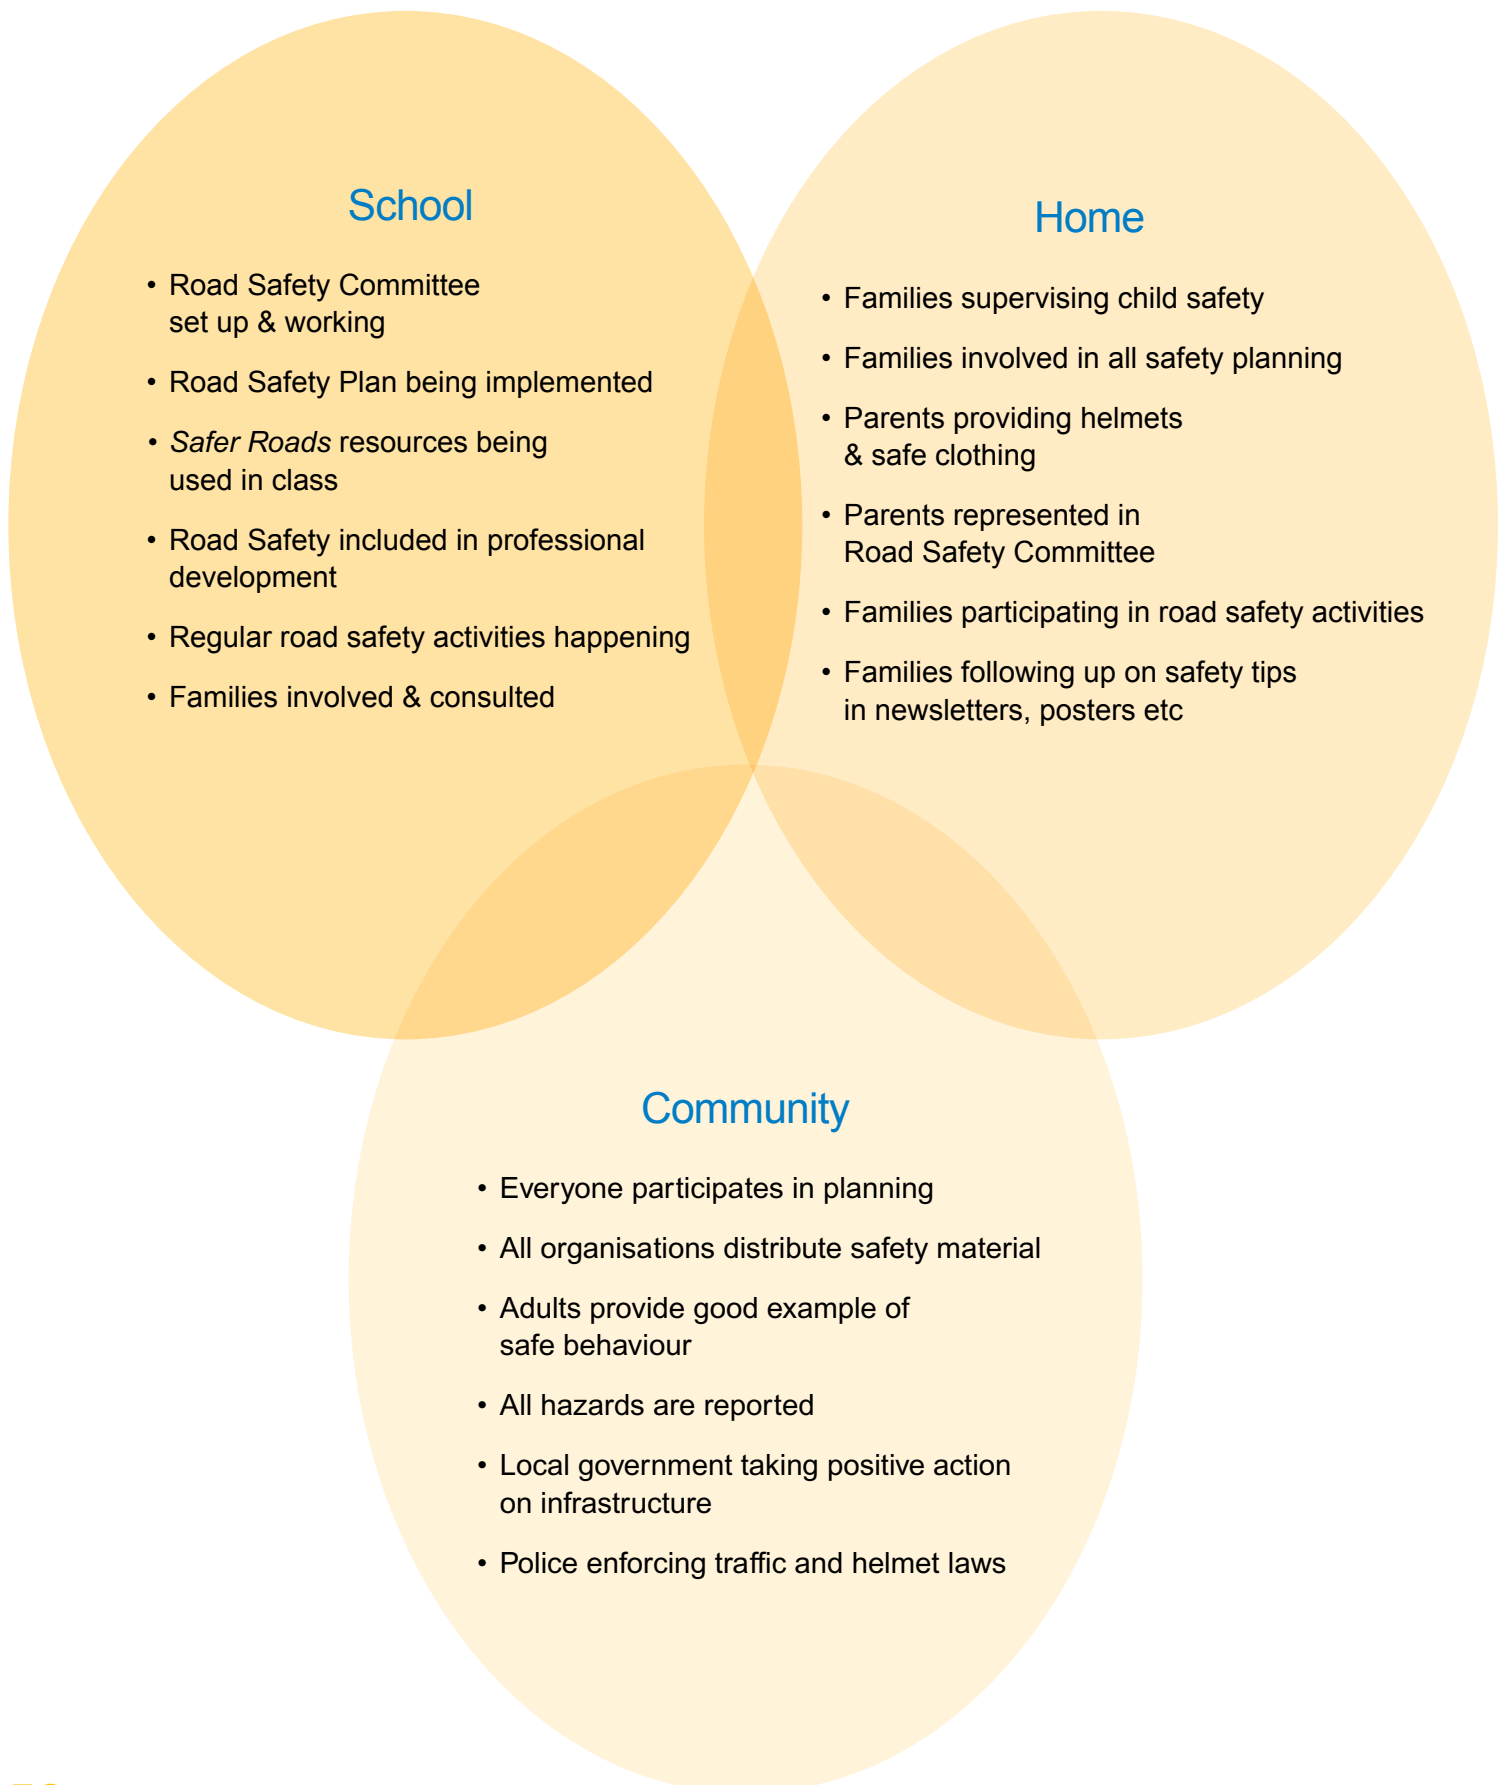 School
• Road Safety Committee
set up & working
• Road Safety Plan being implemented
• Safer Roads resources being
used in class
• Road Safety included in professional
development
• Regular road safety activities happening
• Families involved & consulted
Home
• Families supervising child safety
• Families involved in all safety planning
• Parents providing helmets
& safe clothing
• Parents represented in
Road Safety Committee
• Families participating in road safety activities
• Families following up on safety tips
in newsletters, posters etc
Community
• Everyone participates in planning
• All organisations distribute safety material
• Adults provide good example of
safe behaviour
• All hazards are reported
• Local government taking positive action
on infrastructure
• Police enforcing traffic and helmet laws